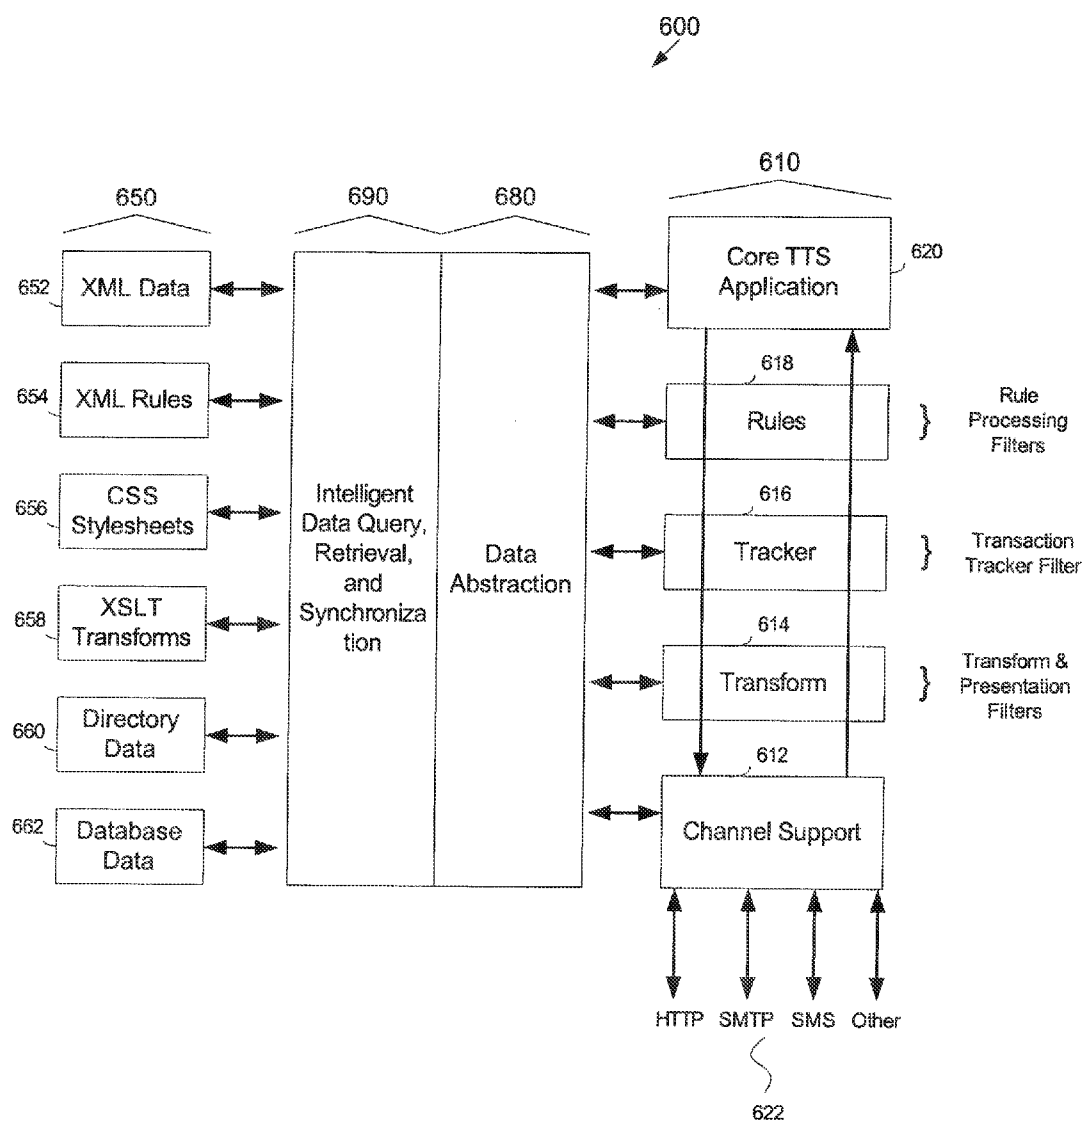 600
650
690
680
610
652
XML Data
654
XML Rules
656
CSS
Stylesheets
658
XSLT
Transforms
660
Directory
Data
662
Database
Data
Intelligent
Data Query,
Retrieval,
and
Synchroniza
tion
Data
Abstraction
Core TTS
Application
620
618
Rules
Rule
Processing
Filters
616
Tracker
Transaction
Tracker Filter
614
Transform
Transform &
Presentation
Filters
612
Channel Support
HTTP SMTP SMS Other
622